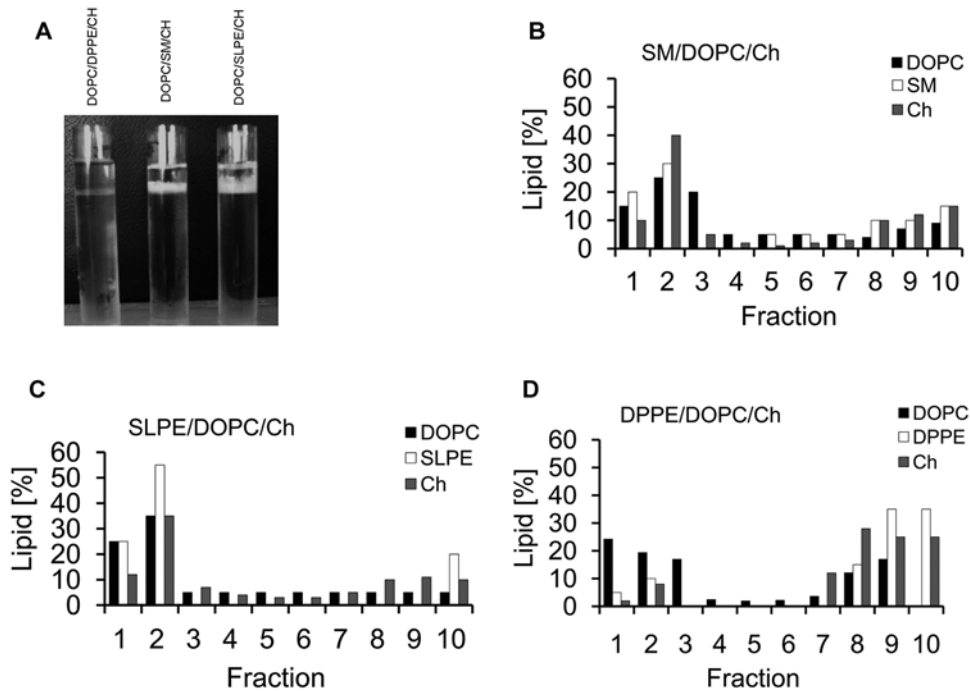 A
DOPC/DPPE/CH
DOPC/SM/CH
DOPC/SLPE/CH
B
SM/DOPC/Ch
DOPC
SM
Ch
Lipid [%]
60
50
40
30
20
10
0
1 2 3 4 5 6 7 8 9 10
Fraction
C
SLPE/DOPC/Ch
DOPC
SLPE
Ch
Lipid [%]
60
50
40
30
20
10
0
1 2 3 4 5 6 7 8 9 10
Fraction
D
DPPE/DOPC/Ch
DOPC
DPPE
Ch
Lipid [%]
60
50
40
30
20
10
0
1 2 3 4 5 6 7 8 9 10
Fraction